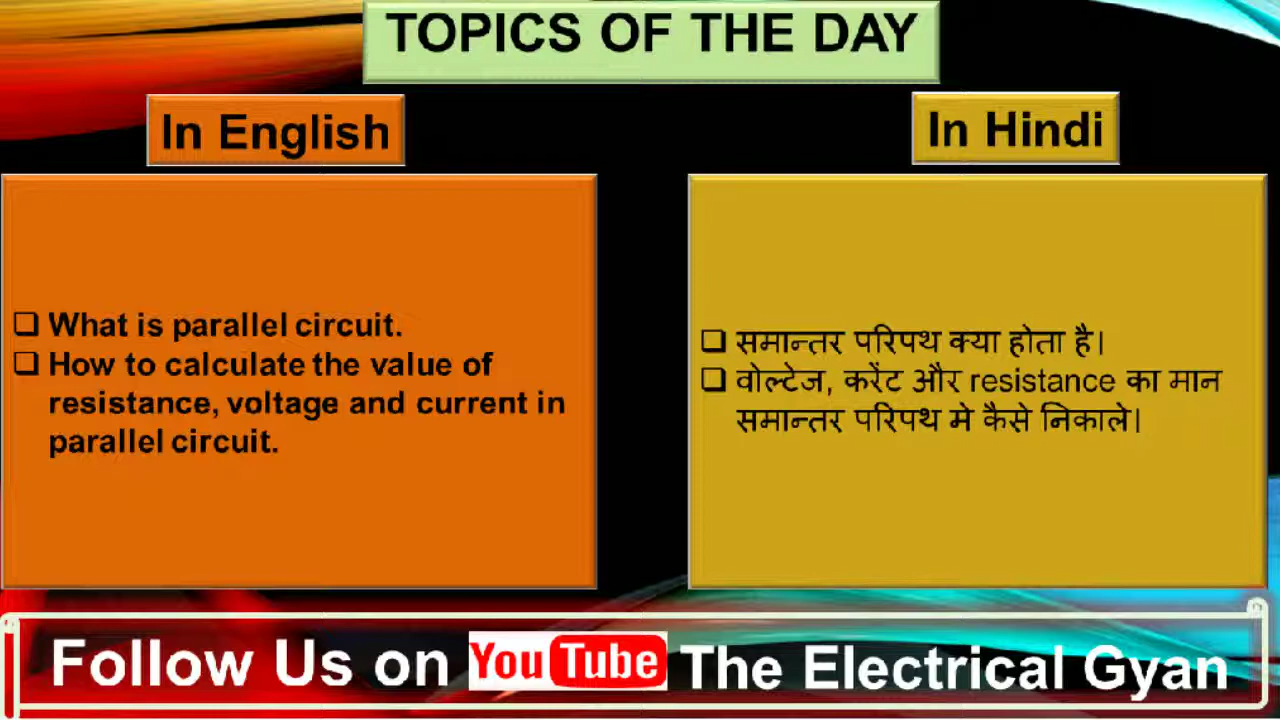 TOPICS OF THE DAY
In English
In Hindi
❑ What is parallel circuit.
❑ How to calculate the value of
resistance, voltage and current in
parallel circuit.
❑ समान्तर परिपथ क्या होता है।
❑ वोल्टेज, करेंट और resistance का मान
समान्तर परिपथ मे कैसे निकाले।
Follow Us on YouTube The Electrical Gyan